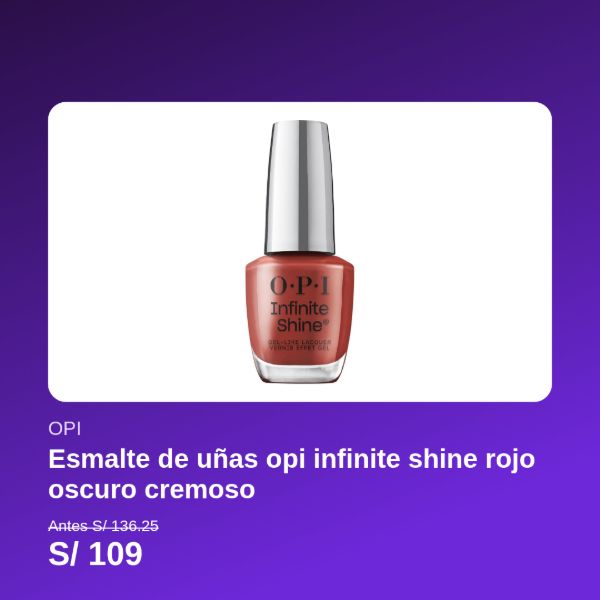 O·P·I
Infinite
Shine®
GEL-LIKE LACQUER
VERNIS EFFET GEL
OPI
Esmalte de uñas opi infinite shine rojo
oscuro cremoso
Antes S/ 136.25
S/ 109